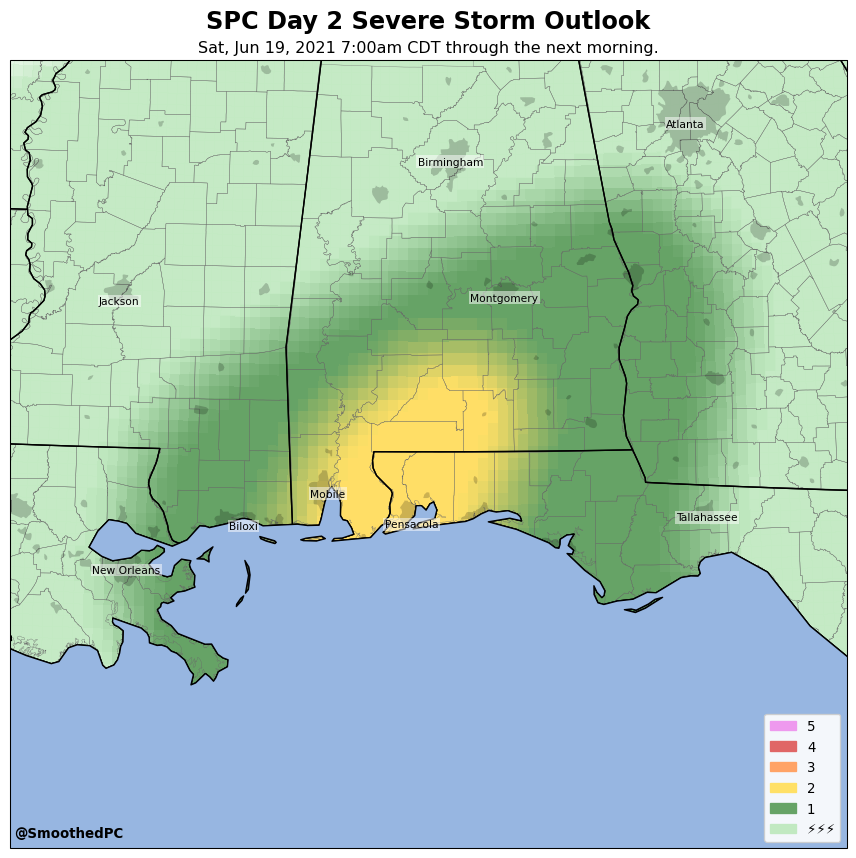 SPC Day 2 Severe Storm Outlook
Sat, Jun 19, 2021 7:00am CDT through the next morning.
Atlanta
Birmingham
Jackson
Montgomery
Mobile
Biloxi
Pensacola
Tallahassee
New Orleans
5
4
3
2
1
⚡⚡⚡
@SmoothedPC